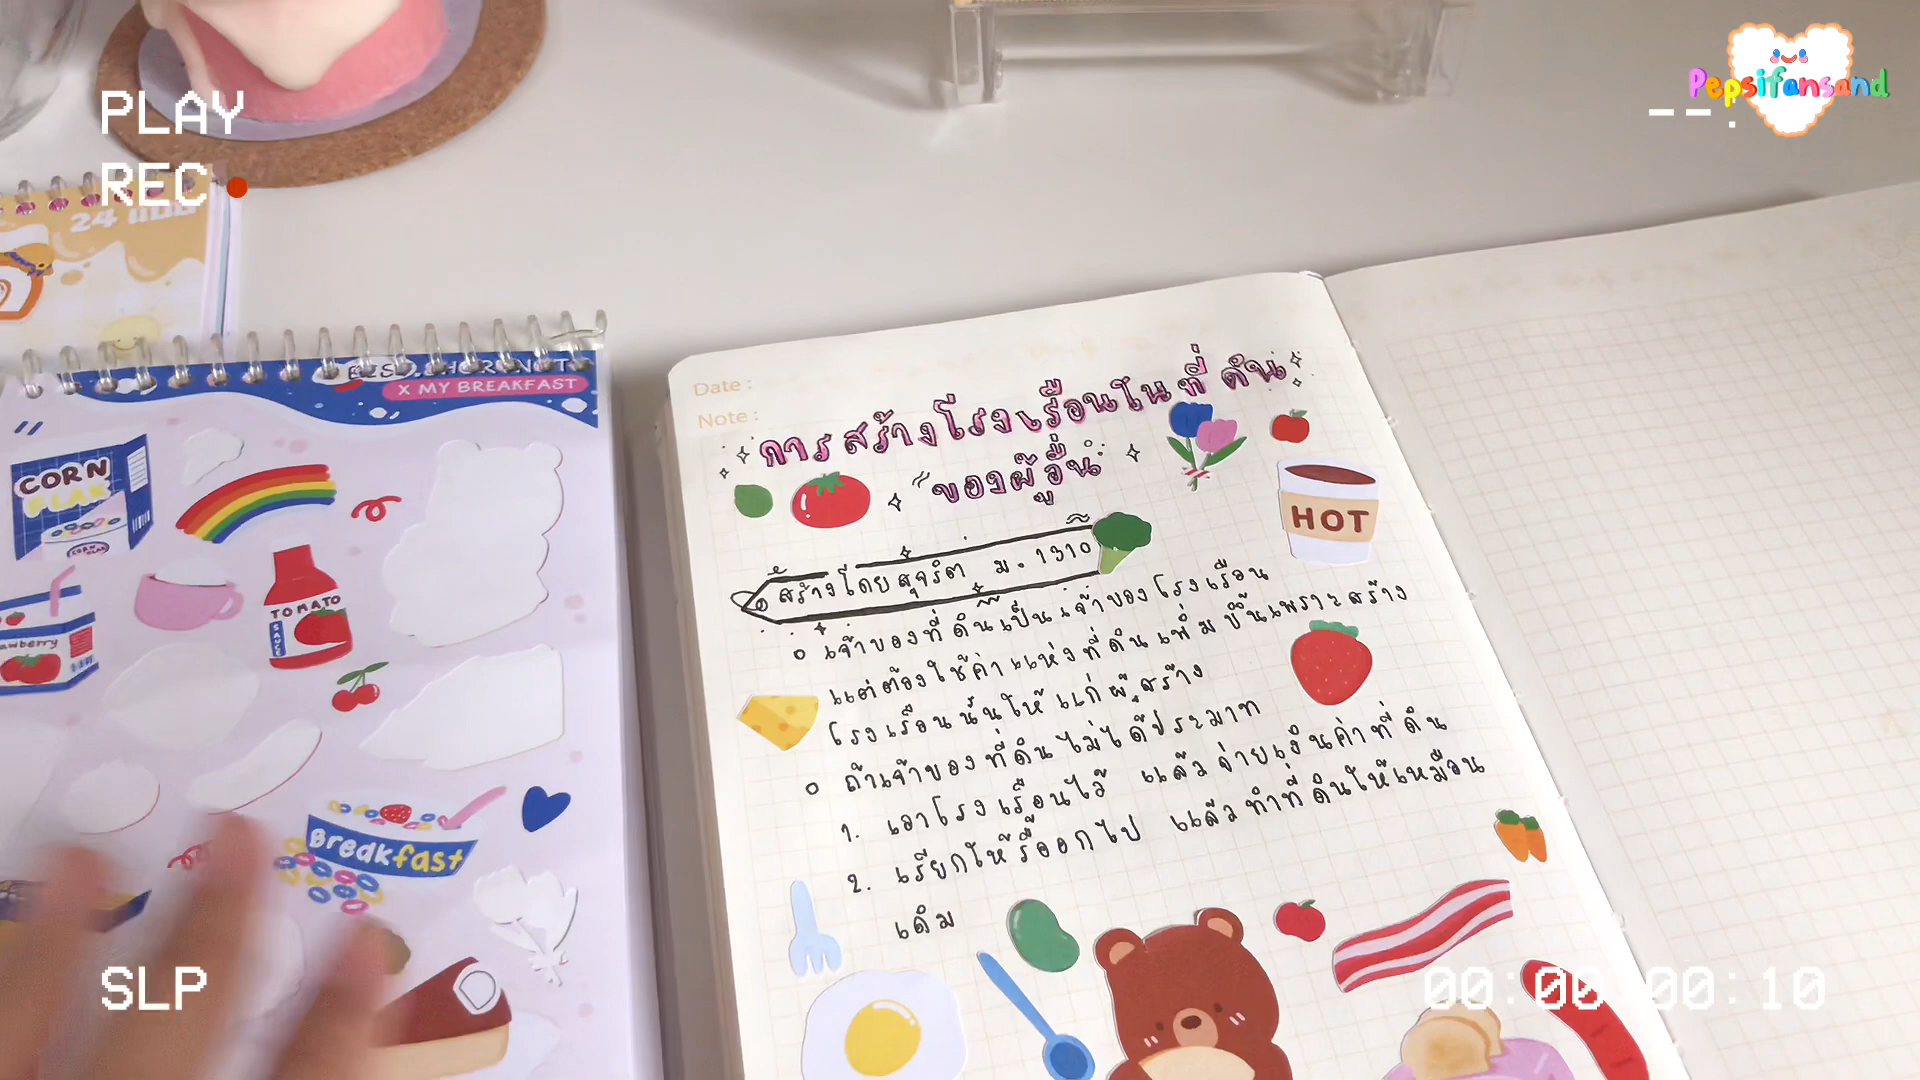 PLAY
REC
Pepsifansand
24 แบบ
X MY BREAKFAST
CORN
FLAK
TOMATO
SAUCE
Breakfast
Date :
Note :
การสร้างโรงเรือนในที่ดิน
ของผู้อื่น
HOT
สร้างโดยสุจริต ม. 1310
เจ้าของที่ดินเป็นเจ้าของโรงเรือน
แต่ต้องใช้ค่าแห่งที่ดินเพิ่มขึ้นเพราะสร้าง
โรงเรือนนั้นให้แก่ผู้สร้าง
ถ้าเจ้าของที่ดินไม่ได้ประมาท
1. เอาโรงเรือนไว้ แล้วจ่ายเงินค่าที่ดิน
2. เรียกให้รื้อออกไป แล้วทำที่ดินให้เหมือน
เดิม
SLP
00:00:00:10